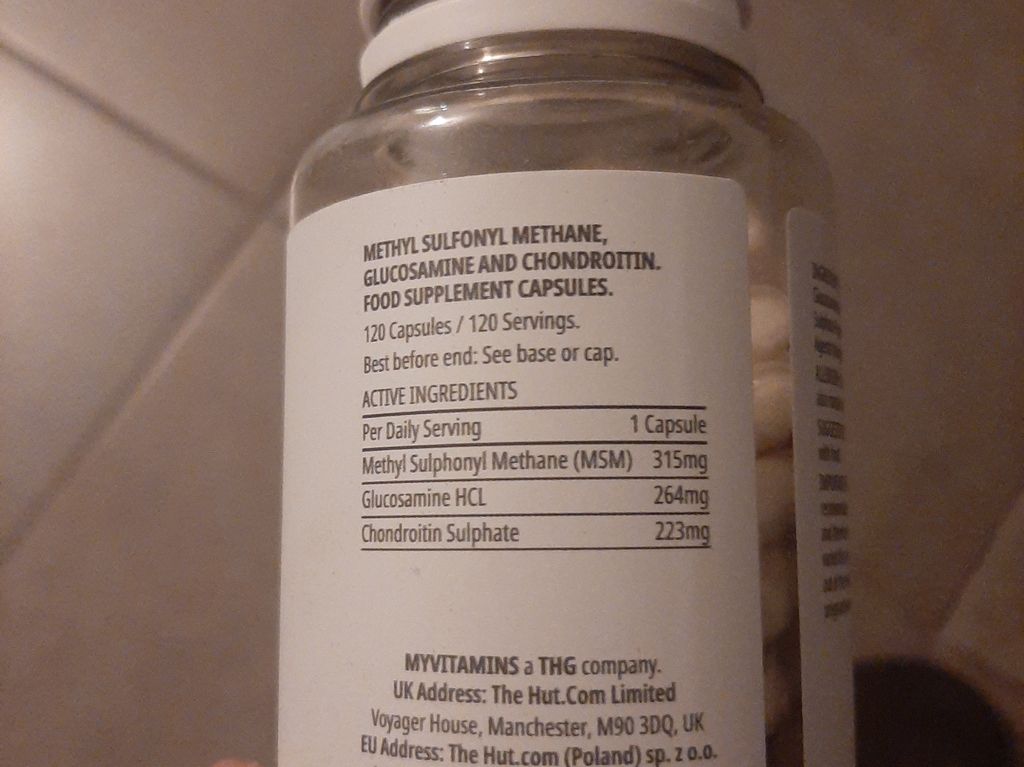 METHYL SULFONYL METHANE,
GLUCOSAMINE AND CHONDROITIN.
FOOD SUPPLEMENT CAPSULES.
120 Capsules / 120 Servings.
Best before end: See base or cap.
ACTIVE INGREDIENTS
Per Daily Serving 1 Capsule
Methyl Sulphonyl Methane (MSM) 315mg
Glucosamine HCL 264mg
Chondroitin Sulphate 223mg
MYVITAMINS a THG company.
UK Address: The Hut.Com Limited
Voyager House, Manchester, M90 3DQ, UK
EU Address: The Hut.com (Poland) sp. z o.o.